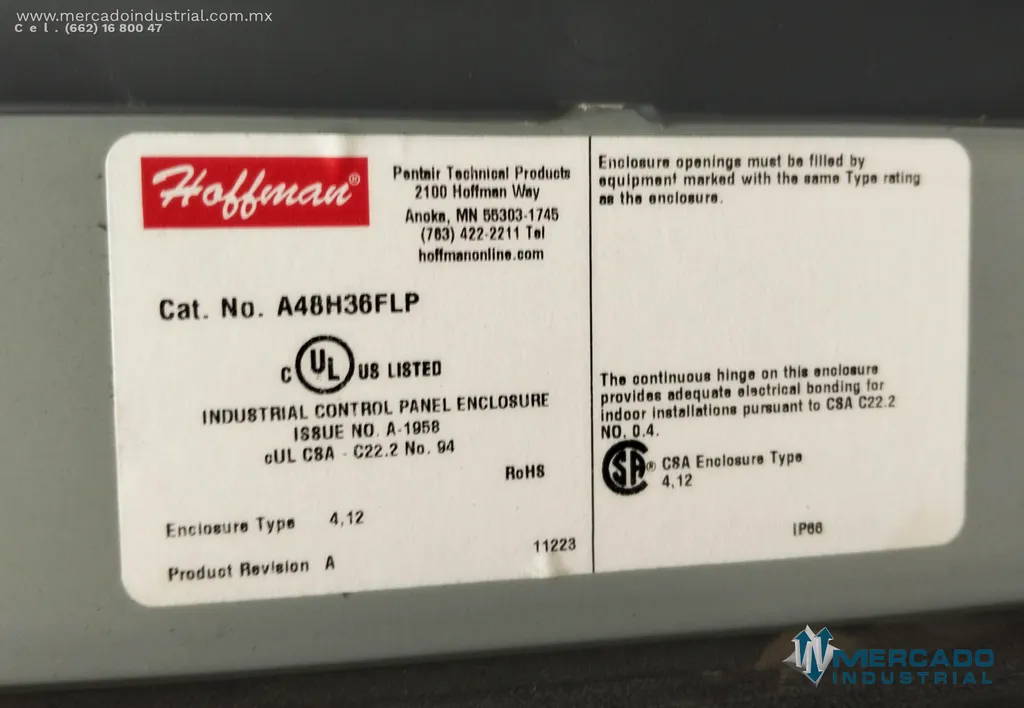 www.mercadoindustrial.com.mx
Cel. (662) 16 800 47
Hoffman®
Pentair Technical Products
2100 Hoffman Way
Anoka, MN 55303-1745
(763) 422-2211 Tel
hoffmanonline.com
Cat. No. A48H36FLP
C UL US LISTED
INDUSTRIAL CONTROL PANEL ENCLOSURE
ISSUE NO. A-1958
cUL CSA - C22.2 No. 94
RoHS
Enclosure Type 4,12
11223
Product Revision A
Enclosure openings must be filled by
equipment marked with the same Type rating
as the enclosure.
The continuous hinge on this enclosure
provides adequate electrical bonding for
indoor installations pursuant to CSA C22.2
NO. 0.4.
SA® CSA Enclosure Type
4,12
IP66
MERCADO
INDUSTRIAL